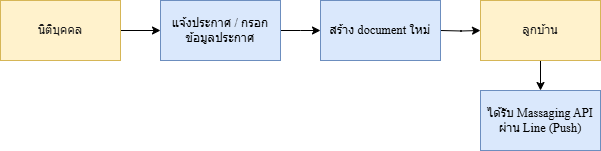 นิติบุคคล
แจ้งประกาศ / กรอก
ข้อมูลประกาศ
สร้าง document ใหม่
ลูกบ้าน
ได้รับ Massaging API
ผ่าน Line (Push)